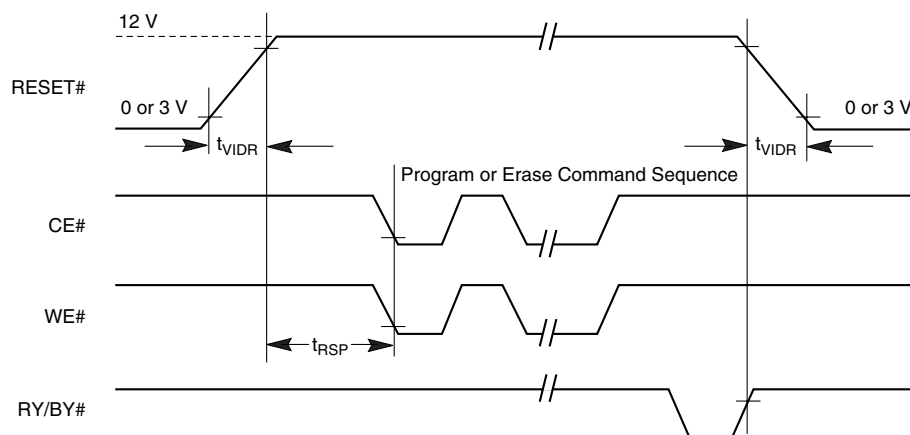 12 V
RESET#
0 or 3 V
0 or 3 V
tVIDR
tVIDR
Program or Erase Command Sequence
CE#
WE#
tRSP
RY/BY#